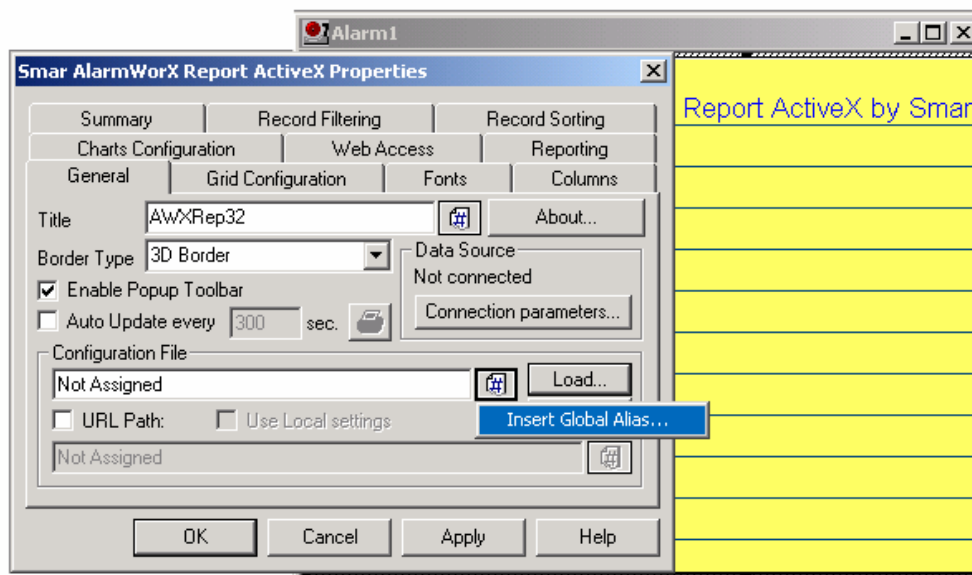 Alarm1
Smar AlarmWorX Report ActiveX Properties
Report ActiveX by Smar
Summary Record Filtering Record Sorting
Charts Configuration Web Access Reporting
General Grid Configuration Fonts Columns
Title AWXRep32 # About...
Border Type 3D Border
Data Source
Not connected
Enable Popup Toolbar
Connection parameters...
Auto Update every 300 sec.
Configuration File
Not Assigned # Load...
URL Path: Use Local settings
Insert Global Alias...
Not Assigned #
OK Cancel Apply Help